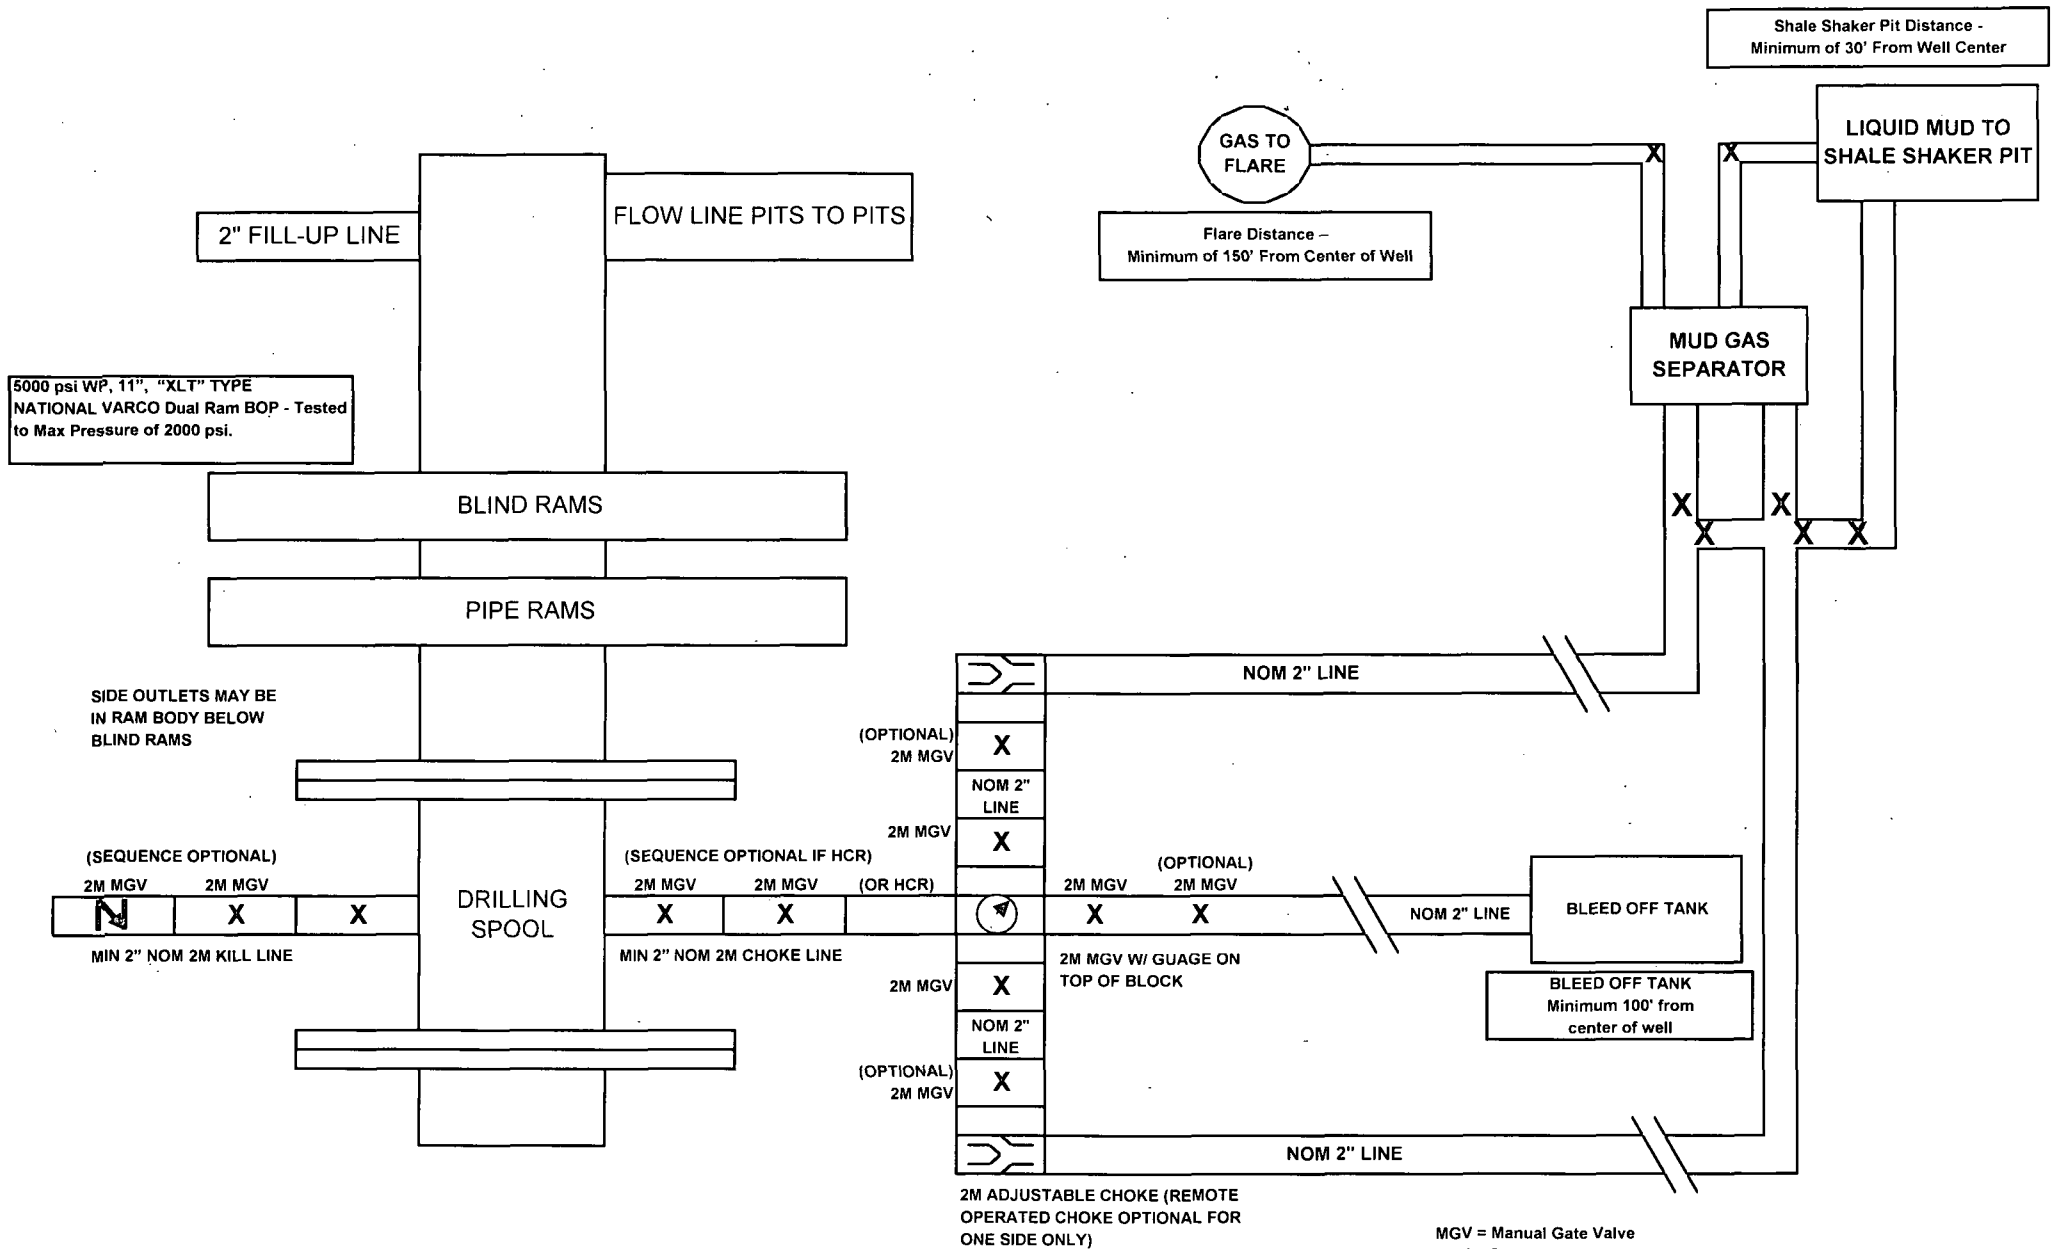 Shale Shaker Pit Distance -
Minimum of 30' From Well Center
LIQUID MUD TO
SHALE SHAKER PIT
GAS TO
FLARE
Flare Distance –
Minimum of 150' From Center of Well
FLOW LINE PITS TO PITS
2" FILL-UP LINE
MUD GAS
SEPARATOR
5000 psi WP, 11", "XLT" TYPE
NATIONAL VARCO Dual Ram BOP - Tested
to Max Pressure of 2000 psi.
BLIND RAMS
X X
X X X
X X
PIPE RAMS
SIDE OUTLETS MAY BE
IN RAM BODY BELOW
BLIND RAMS
NOM 2" LINE
(OPTIONAL)
2M MGV
X
NOM 2"
LINE
2M MGV
X
(SEQUENCE OPTIONAL)
2M MGV
2M MGV
X
X
MIN 2" NOM 2M KILL LINE
DRILLING
SPOOL
(SEQUENCE OPTIONAL IF HCR)
2M MGV
2M MGV
(OR HCR)
X
X
MIN 2" NOM 2M CHOKE LINE
(OPTIONAL)
2M MGV
2M MGV
X
X
NOM 2" LINE
BLEED OFF TANK
2M MGV W/ GUAGE ON
TOP OF BLOCK
BLEED OFF TANK
Minimum 100' from
center of well
2M MGV
X
NOM 2"
LINE
(OPTIONAL)
2M MGV
X
NOM 2" LINE
2M ADJUSTABLE CHOKE (REMOTE
OPERATED CHOKE OPTIONAL FOR
ONE SIDE ONLY)
MGV = Manual Gate Valve